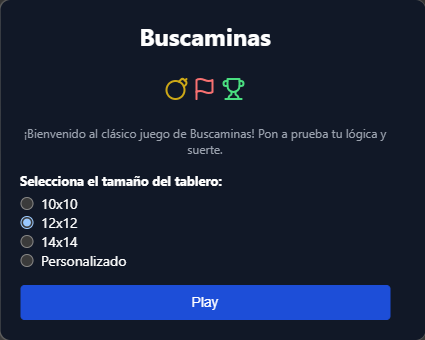 Buscaminas
¡Bienvenido al clásico juego de Buscaminas! Pon a prueba tu lógica y
suerte.
Selecciona el tamaño del tablero:
10x10
12x12
14x14
Personalizado
Play